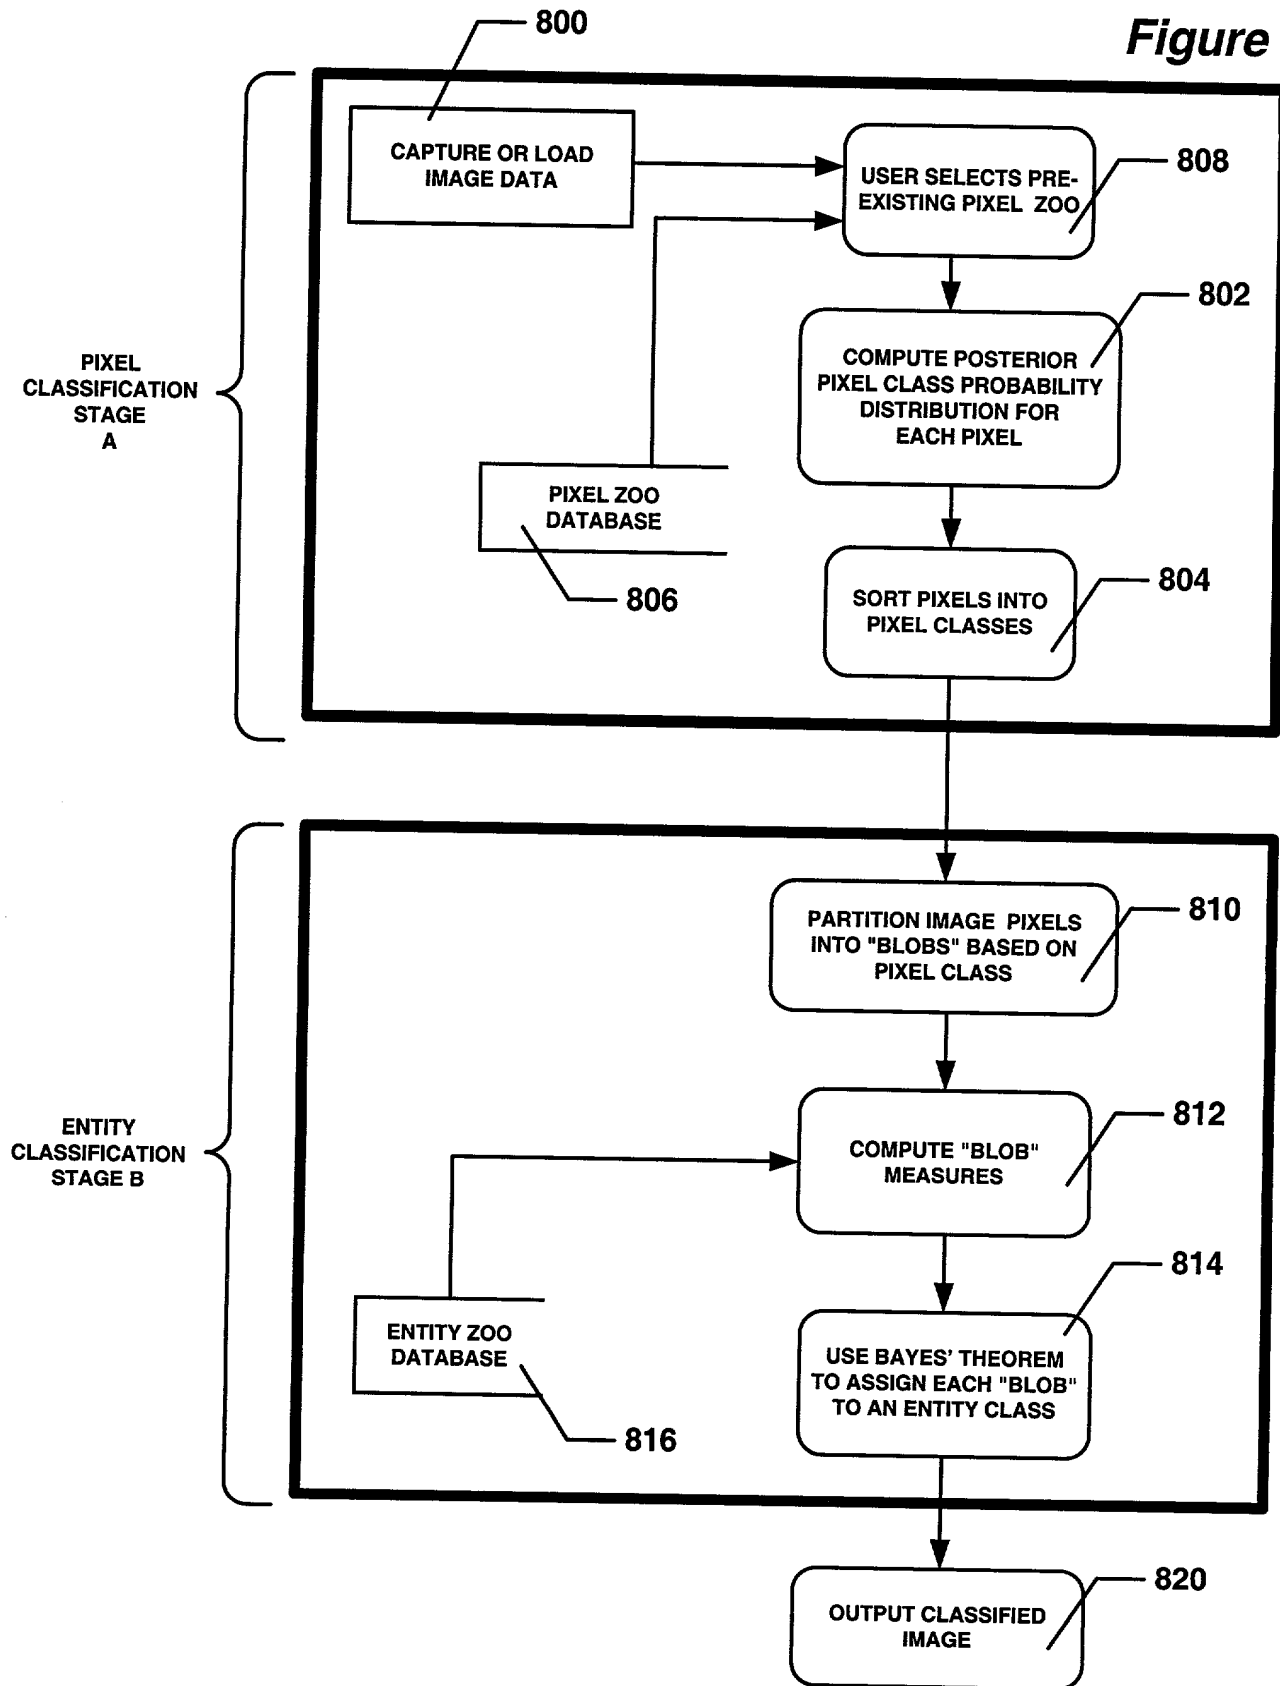 Figure
800
CAPTURE OR LOAD
IMAGE DATA
USER SELECTS PRE-
EXISTING PIXEL ZOO
808
802
COMPUTE POSTERIOR
PIXEL CLASS PROBABILITY
DISTRIBUTION FOR
EACH PIXEL
PIXEL
CLASSIFICATION
STAGE
A
PIXEL ZOO
DATABASE
806
804
SORT PIXELS INTO
PIXEL CLASSES
810
PARTITION IMAGE PIXELS
INTO "BLOBS" BASED ON
PIXEL CLASS
812
COMPUTE "BLOB"
MEASURES
ENTITY
CLASSIFICATION
STAGE B
814
ENTITY ZOO
DATABASE
816
USE BAYES' THEOREM
TO ASSIGN EACH "BLOB"
TO AN ENTITY CLASS
820
OUTPUT CLASSIFIED
IMAGE